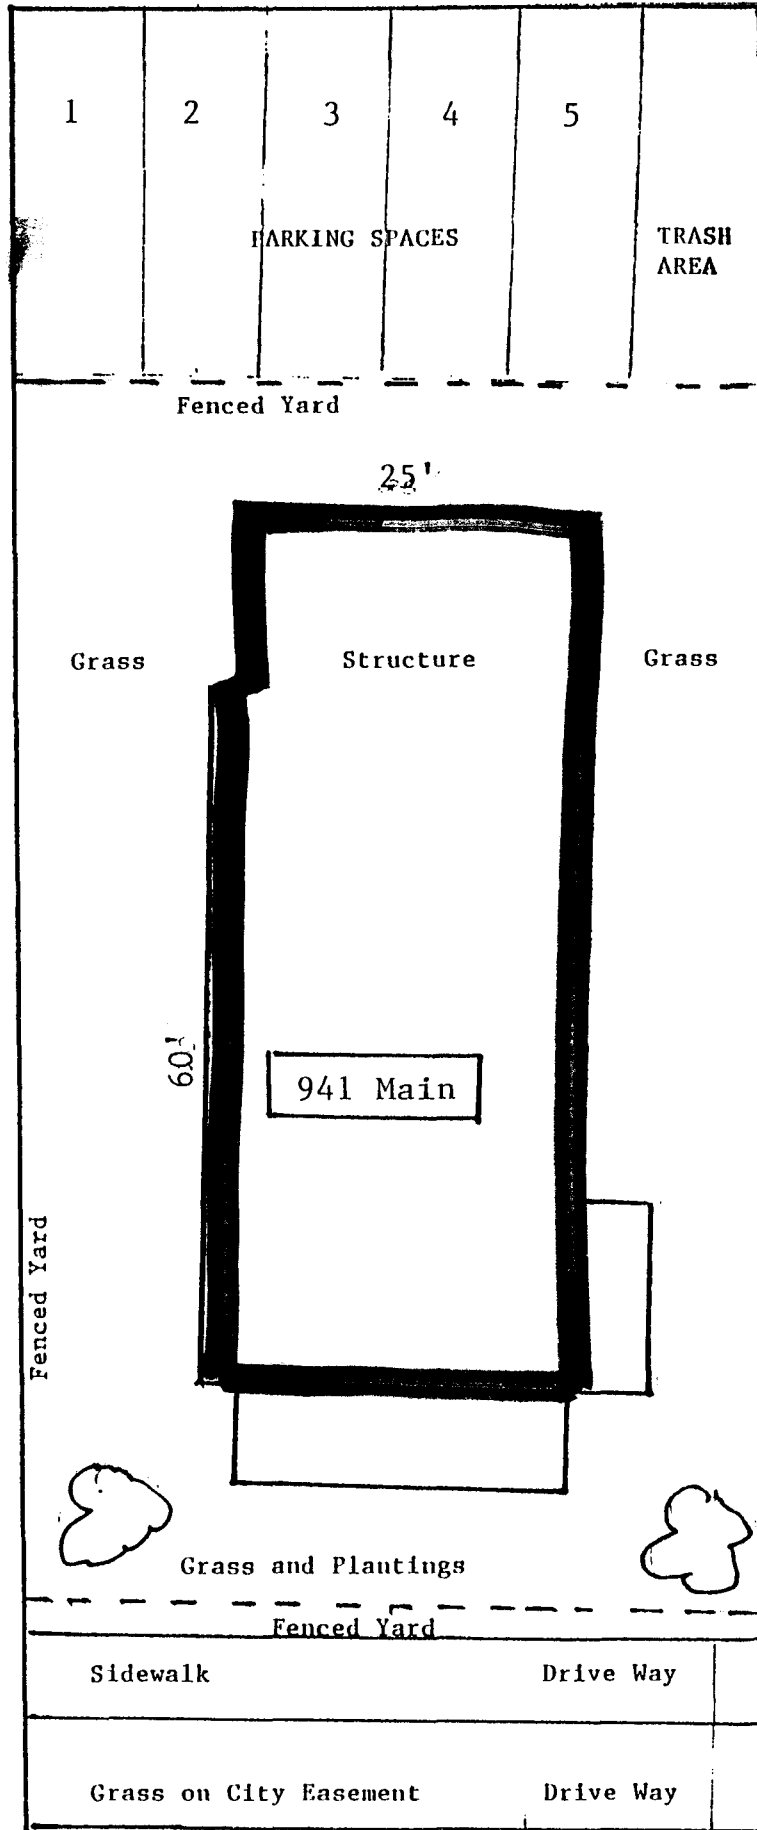 1 2 3 4 5
PARKING SPACES
TRASH
AREA
Fenced Yard
25'
Grass Structure Grass
60'
941 Main
Fenced Yard
Grass and Plantings
Fenced Yard
Sidewalk Drive Way
Grass on City Easement Drive Way